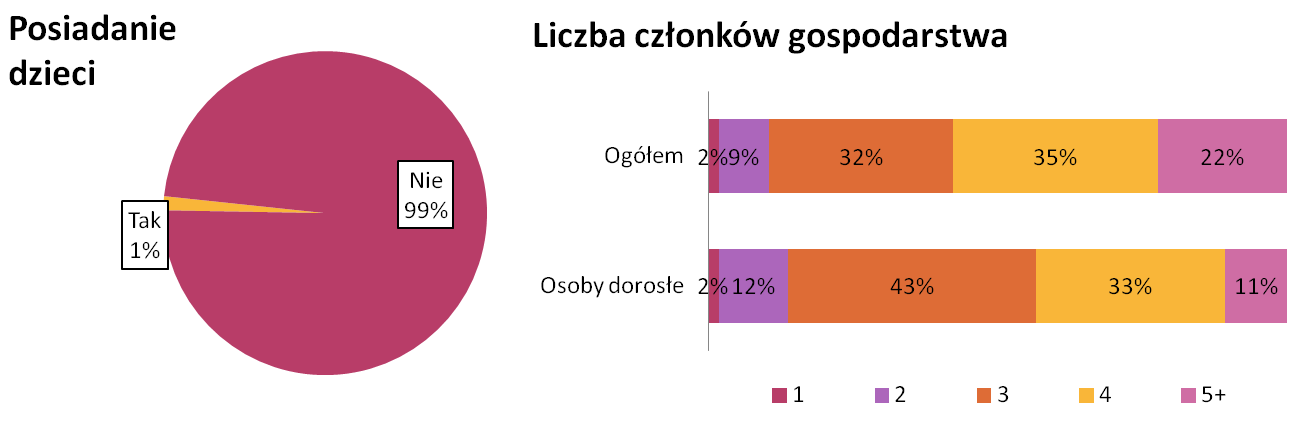 Posiadanie
dzieci
Nie
99%
Tak
1%
Liczba członków gospodarstwa
Ogółem 2% 9% 32% 35% 22%
Osoby dorosłe 2% 12% 43% 33% 11%
1 2 3 4 5+